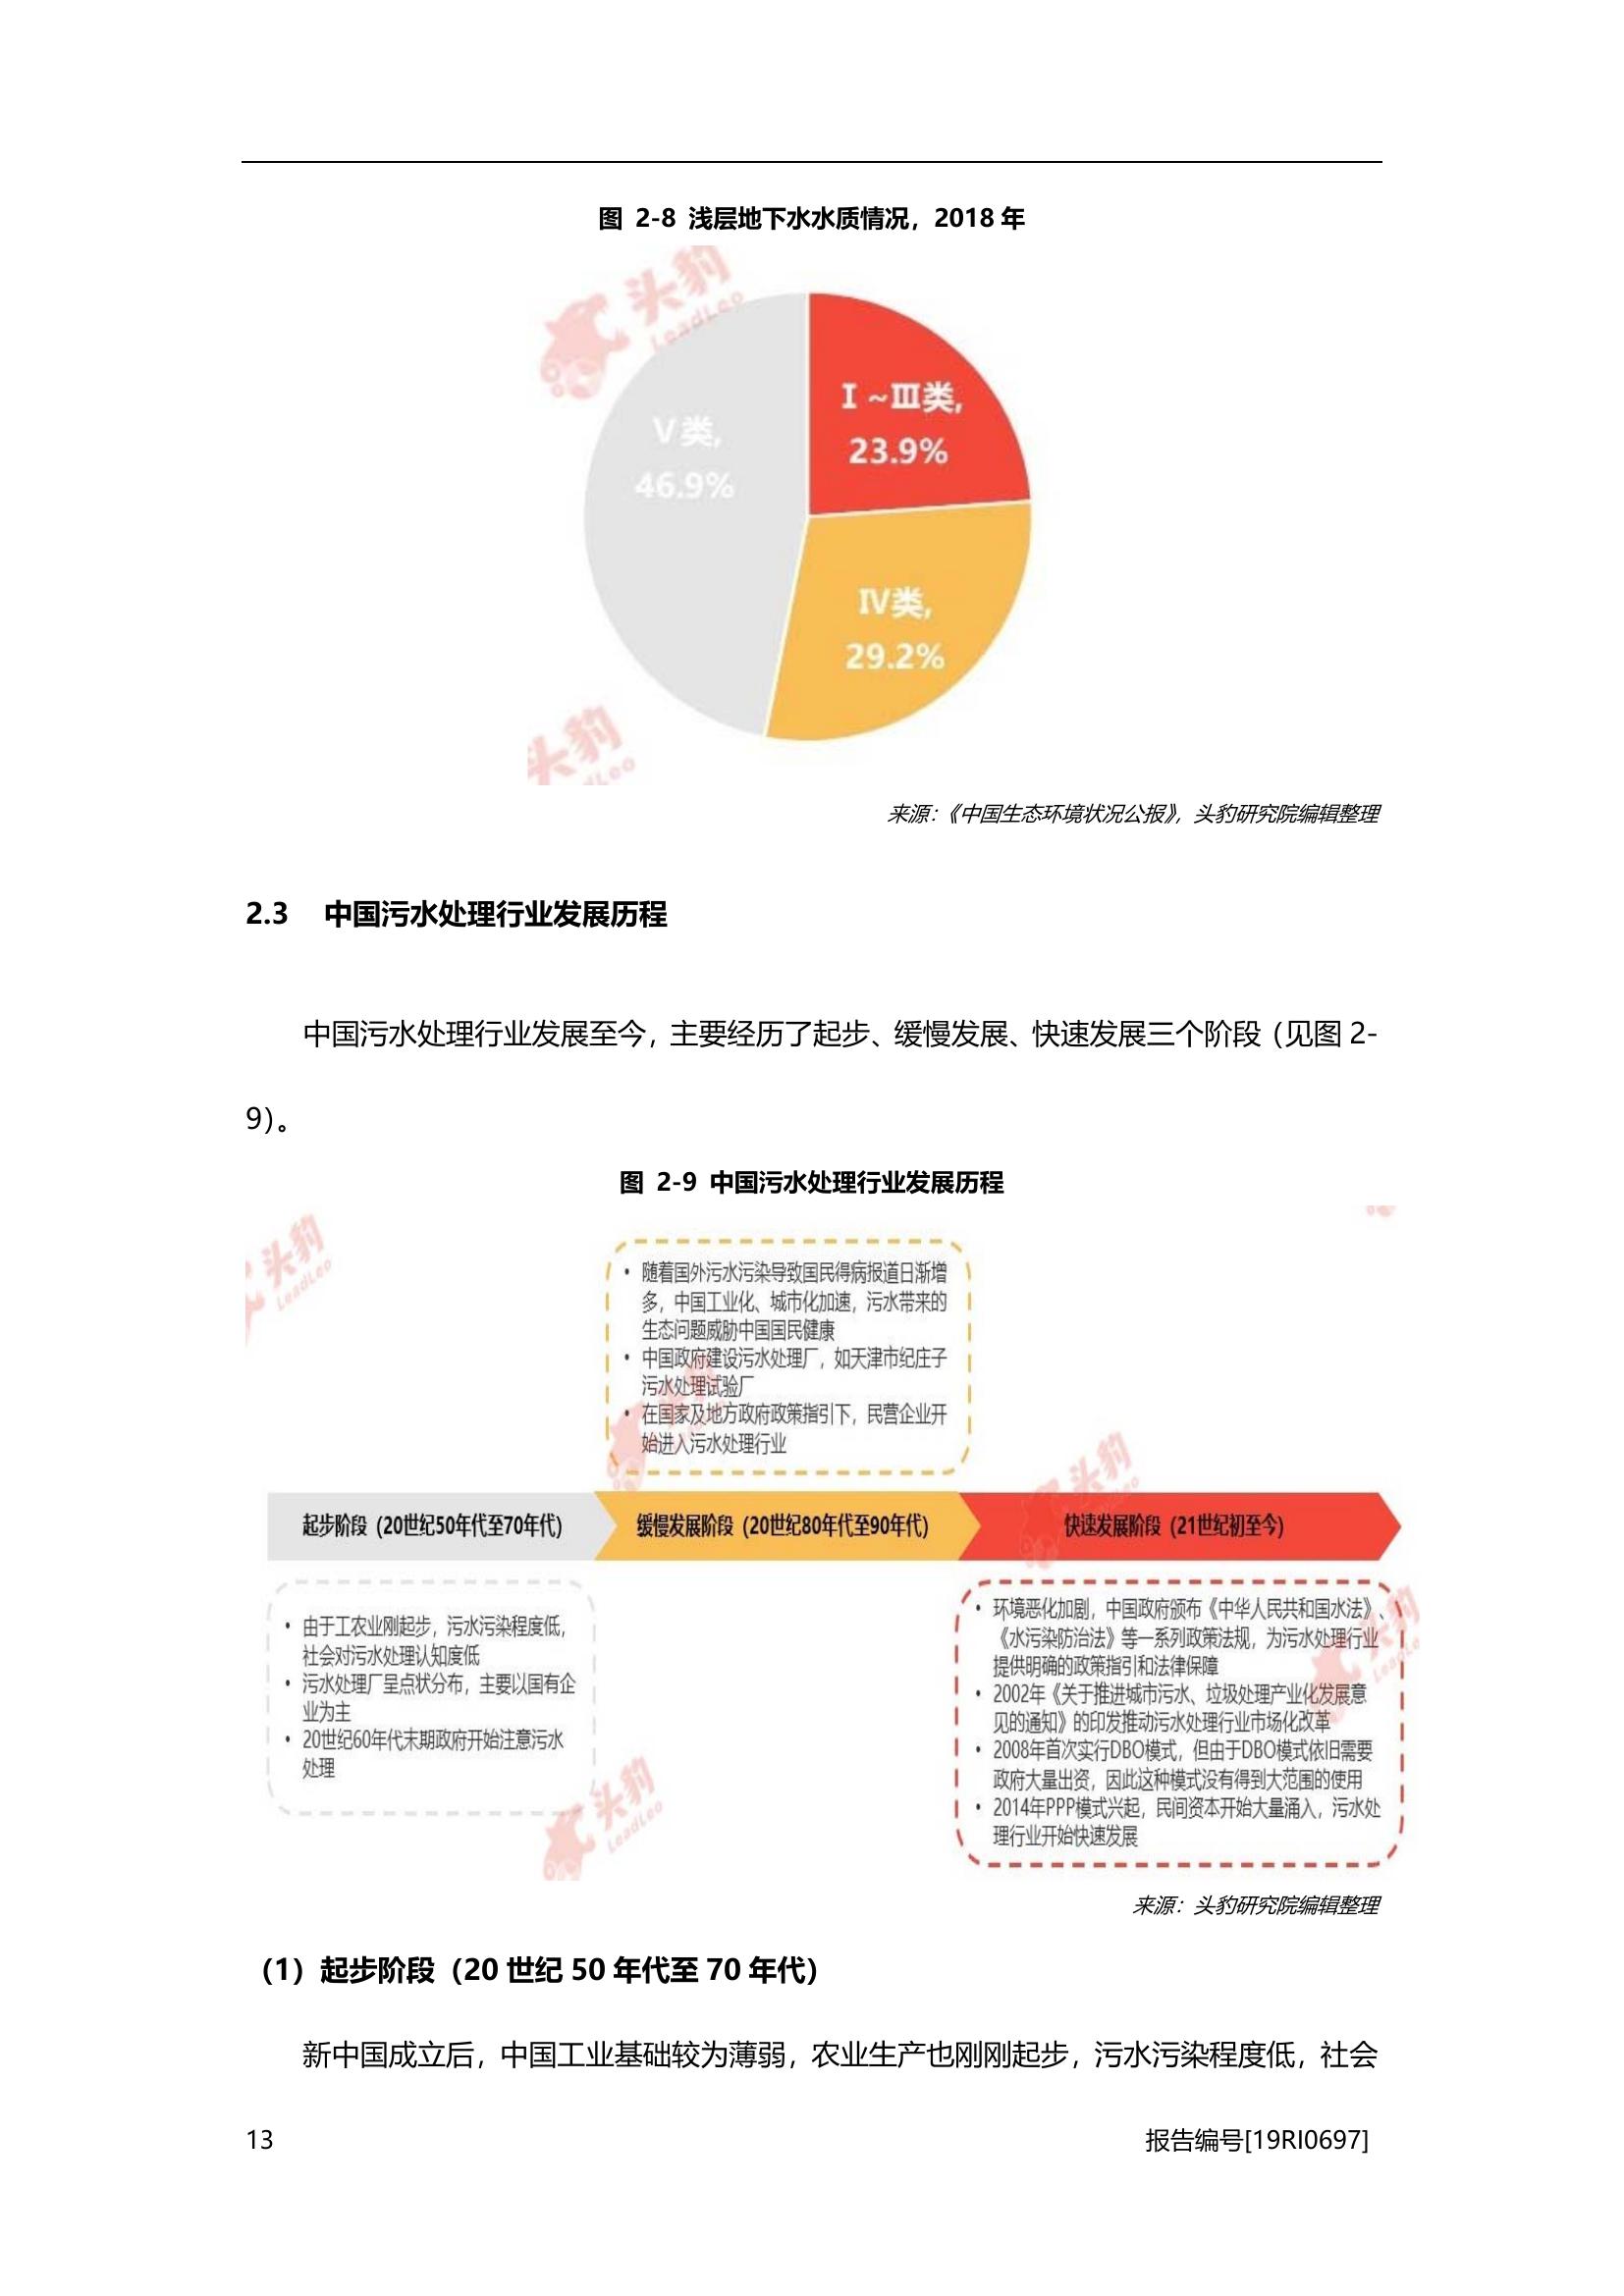 图 2-8 浅层地下水水质情况，2018 年
头豹
LeadLeo
Ⅰ~Ⅲ类,
23.9%
Ⅴ类,
46.9%
Ⅳ类,
29.2%
头豹
来源：《中国生态环境状况公报》，头豹研究院编辑整理
2.3 中国污水处理行业发展历程
中国污水处理行业发展至今，主要经历了起步、缓慢发展、快速发展三个阶段（见图 2-
9）。
图 2-9 中国污水处理行业发展历程
头豹
LeadLeo
• 随着国外污水污染导致国民得病报道日渐增
多，中国工业化、城市化加速，污水带来的
生态问题威胁中国国民健康
• 中国政府建设污水处理厂，如天津市纪庄子
污水处理试验厂
• 在国家及地方政府政策指引下，民营企业开
始进入污水处理行业
头豹
起步阶段（20世纪50年代至70年代）
缓慢发展阶段（20世纪80年代至90年代）
快速发展阶段（21世纪初至今）
• 由于工农业刚起步，污水污染程度低，
社会对污水处理认知度低
• 污水处理厂呈点状分布，主要以国有企
业为主
• 20世纪60年代末期政府开始注意污水
处理
头豹
LeadLeo
• 环境恶化加剧，中国政府颁布《中华人民共和国水法》、
《水污染防治法》等一系列政策法规，为污水处理行业
提供明确的政策指引和法律保障
• 2002年《关于推进城市污水、垃圾处理产业化发展意
见的通知》的印发推动污水处理行业市场化改革
• 2008年首次实行DBO模式，但由于DBO模式依旧需要
政府大量出资，因此这种模式没有得到大范围的使用
• 2014年PPP模式兴起，民间资本开始大量涌入，污水处
理行业开始快速发展
来源：头豹研究院编辑整理
（1）起步阶段（20 世纪 50 年代至 70 年代）
新中国成立后，中国工业基础较为薄弱，农业生产也刚刚起步，污水污染程度低，社会
13
报告编号[19RI0697]